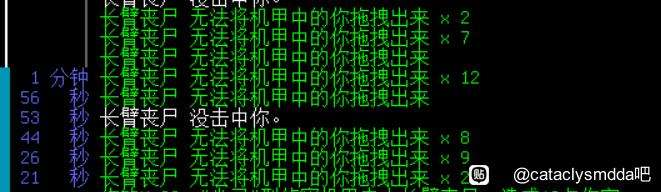 长臂丧尸 没击中你。
长臂丧尸 无法将机甲中的你拖拽出来 x 2
长臂丧尸 无法将机甲中的你拖拽出来 x 7
长臂丧尸 无法将机甲中的你拖拽出来
1 分钟 长臂丧尸 无法将机甲中的你拖拽出来 x 12
56 秒 长臂丧尸 无法将机甲中的你拖拽出来
53 秒 长臂丧尸 没击中你。
44 秒 长臂丧尸 无法将机甲中的你拖拽出来 x 8
26 秒 长臂丧尸 无法将机甲中的你拖拽出来 x 9
21 秒 长臂丧尸 无法将机甲中的你拖拽出来 x 2
贴 @cataclysmdda吧